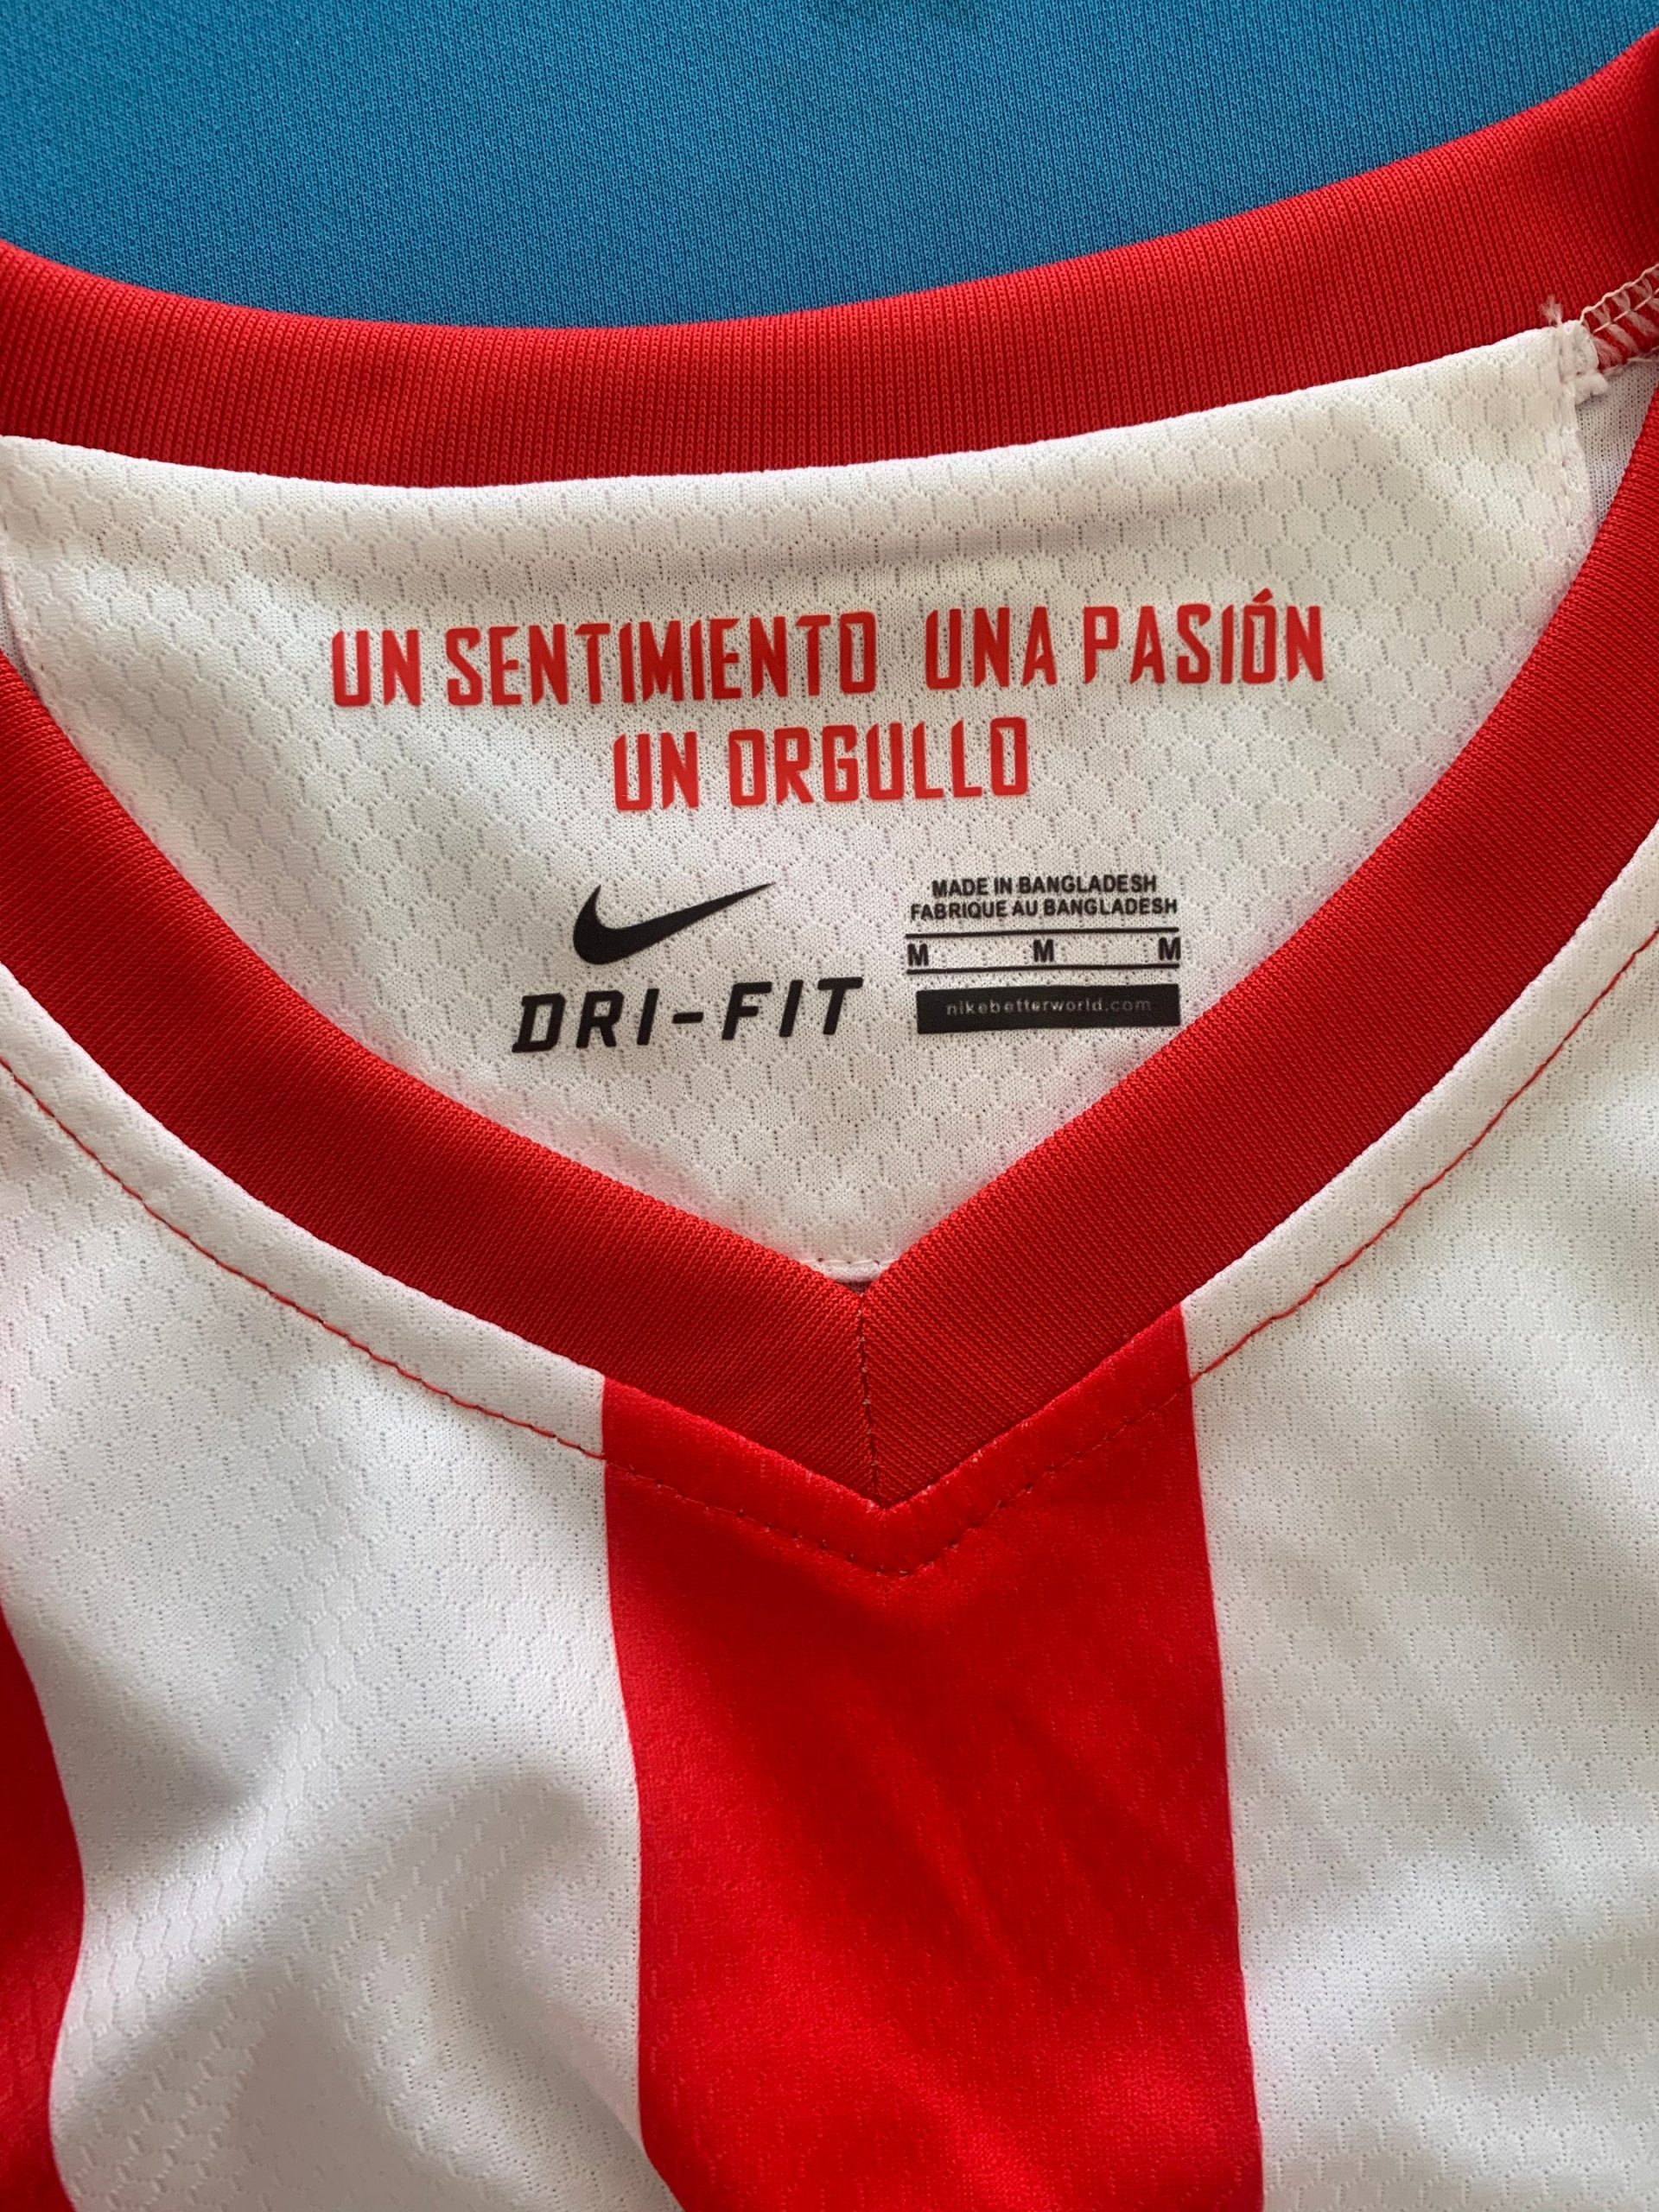 UN SENTIMIENTO UNA PASIÓN
UN ORGULLO
DRI-FIT
MADE IN BANGLADESH
FABRIQUE AU BANGLADESH
M M M
nikebetterworld.com